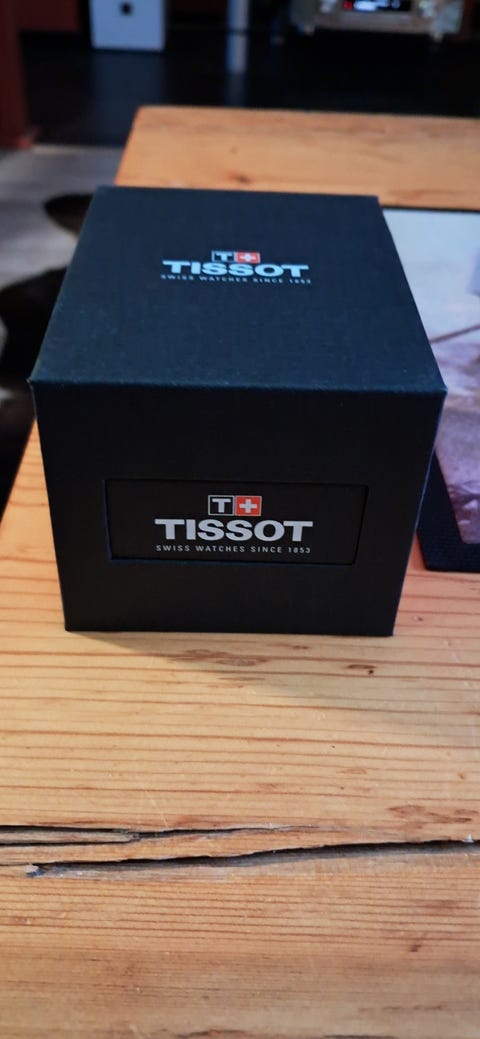 T+
TISSOT
SWISS WATCHES SINCE 1853
T+
TISSOT
SWISS WATCHES SINCE 1853